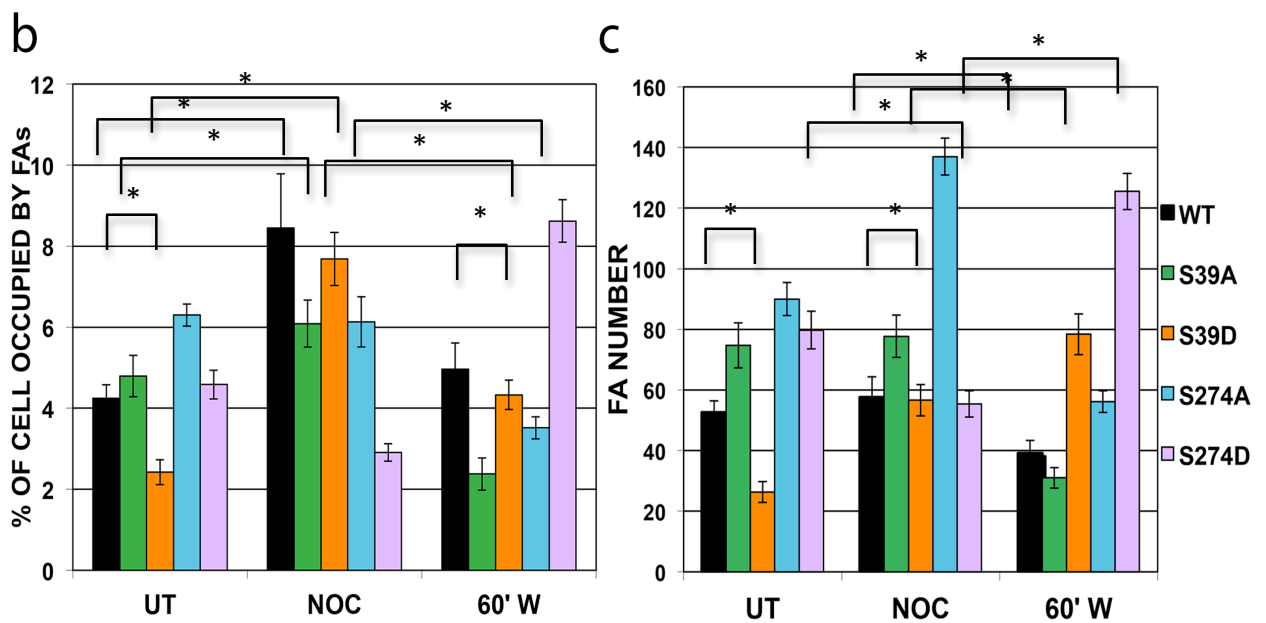 b
% OF CELL OCCUPIED BY FAs
12
10
8
6
4
2
0
* * * * * * * *
UT NOC 60' W
c
FA NUMBER
160
140
120
100
80
60
40
20
0
* * * * * *
UT NOC 60' W
WT
S39A
S39D
S274A
S274D